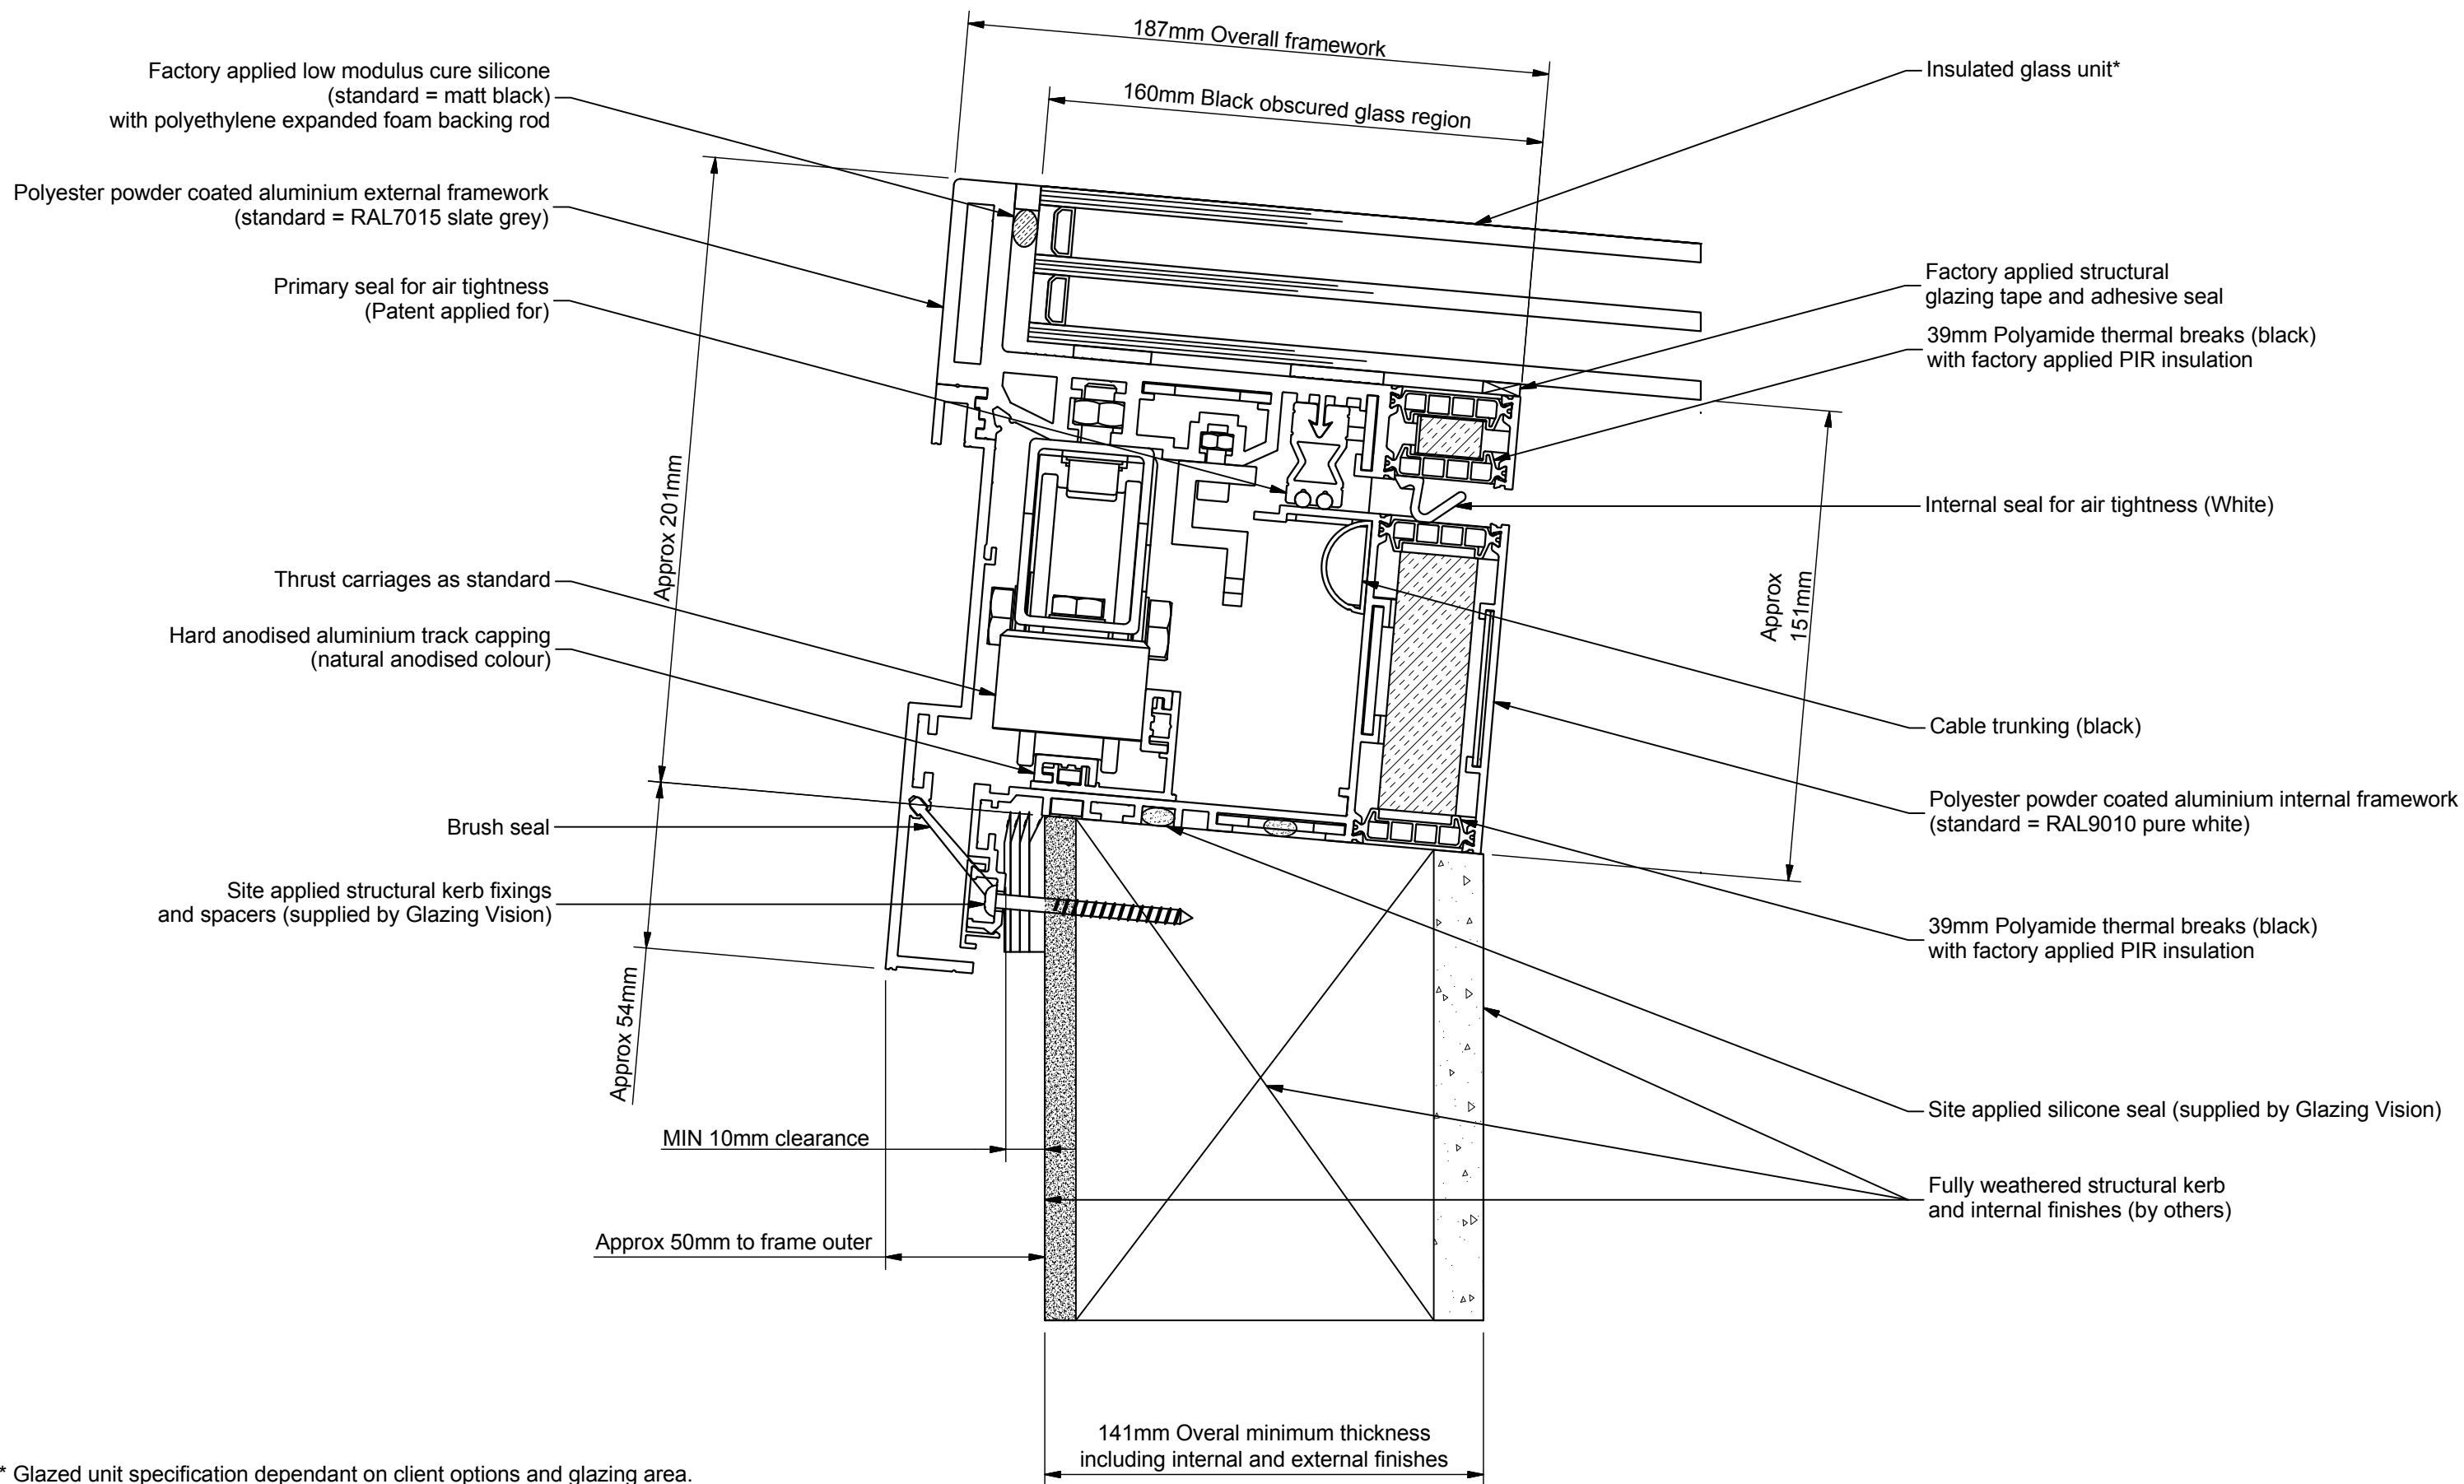 187mm Overall framework
160mm Black obscured glass region
Factory applied low modulus cure silicone
(standard = matt black)
with polyethylene expanded foam backing rod
Polyester powder coated aluminium external framework
(standard = RAL7015 slate grey)
Primary seal for air tightness
(Patent applied for)
Approx 201mm
Thrust carriages as standard
Hard anodised aluminium track capping
(natural anodised colour)
Brush seal
Site applied structural kerb fixings
and spacers (supplied by Glazing Vision)
Approx 54mm
MIN 10mm clearance
Approx 50mm to frame outer
Insulated glass unit*
Factory applied structural
glazing tape and adhesive seal
39mm Polyamide thermal breaks (black)
with factory applied PIR insulation
Internal seal for air tightness (White)
Approx
151mm
Cable trunking (black)
Polyester powder coated aluminium internal framework
(standard = RAL9010 pure white)
39mm Polyamide thermal breaks (black)
with factory applied PIR insulation
Site applied silicone seal (supplied by Glazing Vision)
Fully weathered structural kerb
and internal finishes (by others)
141mm Overal minimum thickness
including internal and external finishes
* Glazed unit specification dependant on client options and glazing area.